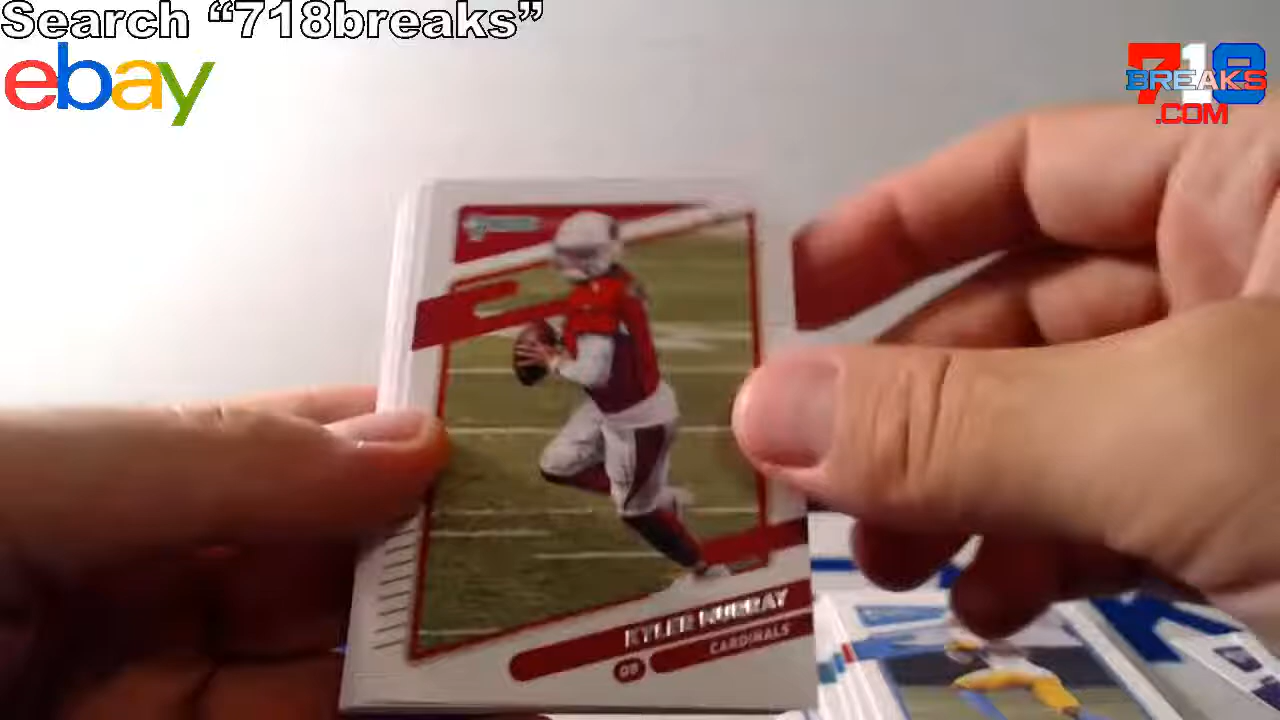 Search “718breaks”
ebay
718
BREAKS
.COM
KYLER MURRAY
QB
CARDINALS